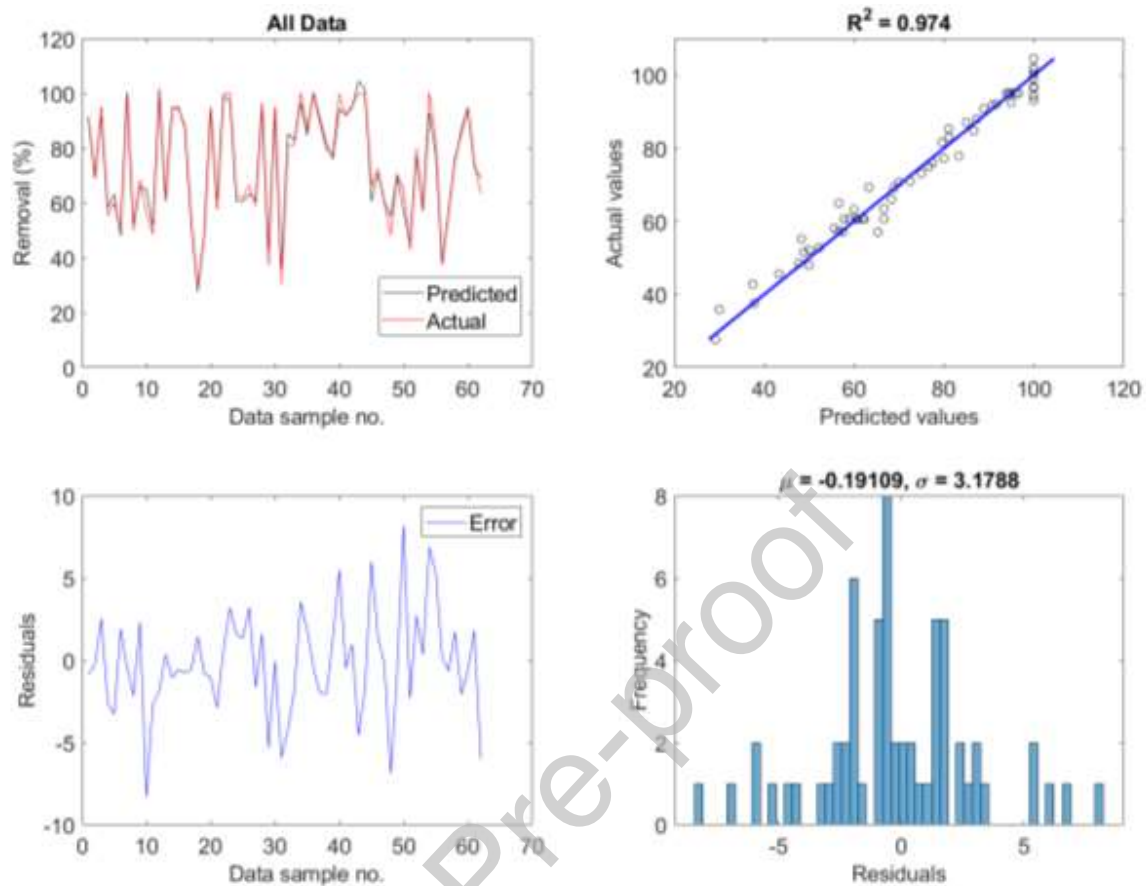 All Data
120
100
80
60
40
20
0
Removal (%)
Predicted
Actual
0 10 20 30 40 50 60 70
Data sample no.
R² = 0.974
100
80
60
40
20
Actual values
20 40 60 80 100 120
Predicted values
10
5
0
-5
-10
Residuals
Error
0 10 20 30 40 50 60 70
Data sample no.
μ = -0.19109, σ = 3.1788
8
6
4
2
0
Frequency
-5 0 5
Residuals
Pre-proof